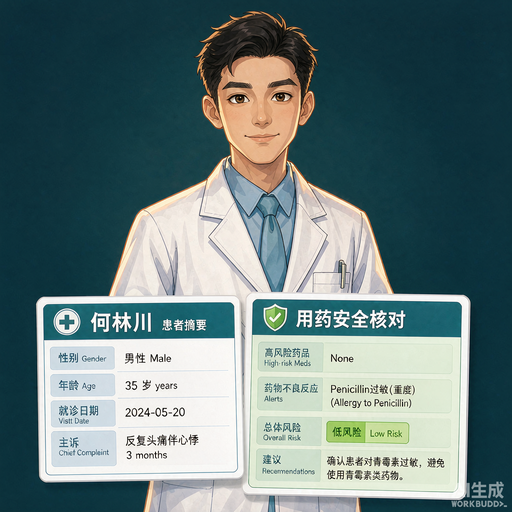 何林川 患者摘要
性别 Gender 男性 Male
年龄 Age 35 岁 years
就诊日期 2024-05-20
Visit Date
主诉 反复头痛伴心悸
Chief Complaint 3 months
用药安全核对
高风险药品 None
High-risk Meds
药物不良反应 Penicillin过敏(重度)
Alerts (Allergy to Penicillin)
总体风险 低风险 Low Risk
Overall Risk
建议 确认患者对青霉素过敏，避免
Recermendations 使用青霉素类药物。
生成
WORKBUDD